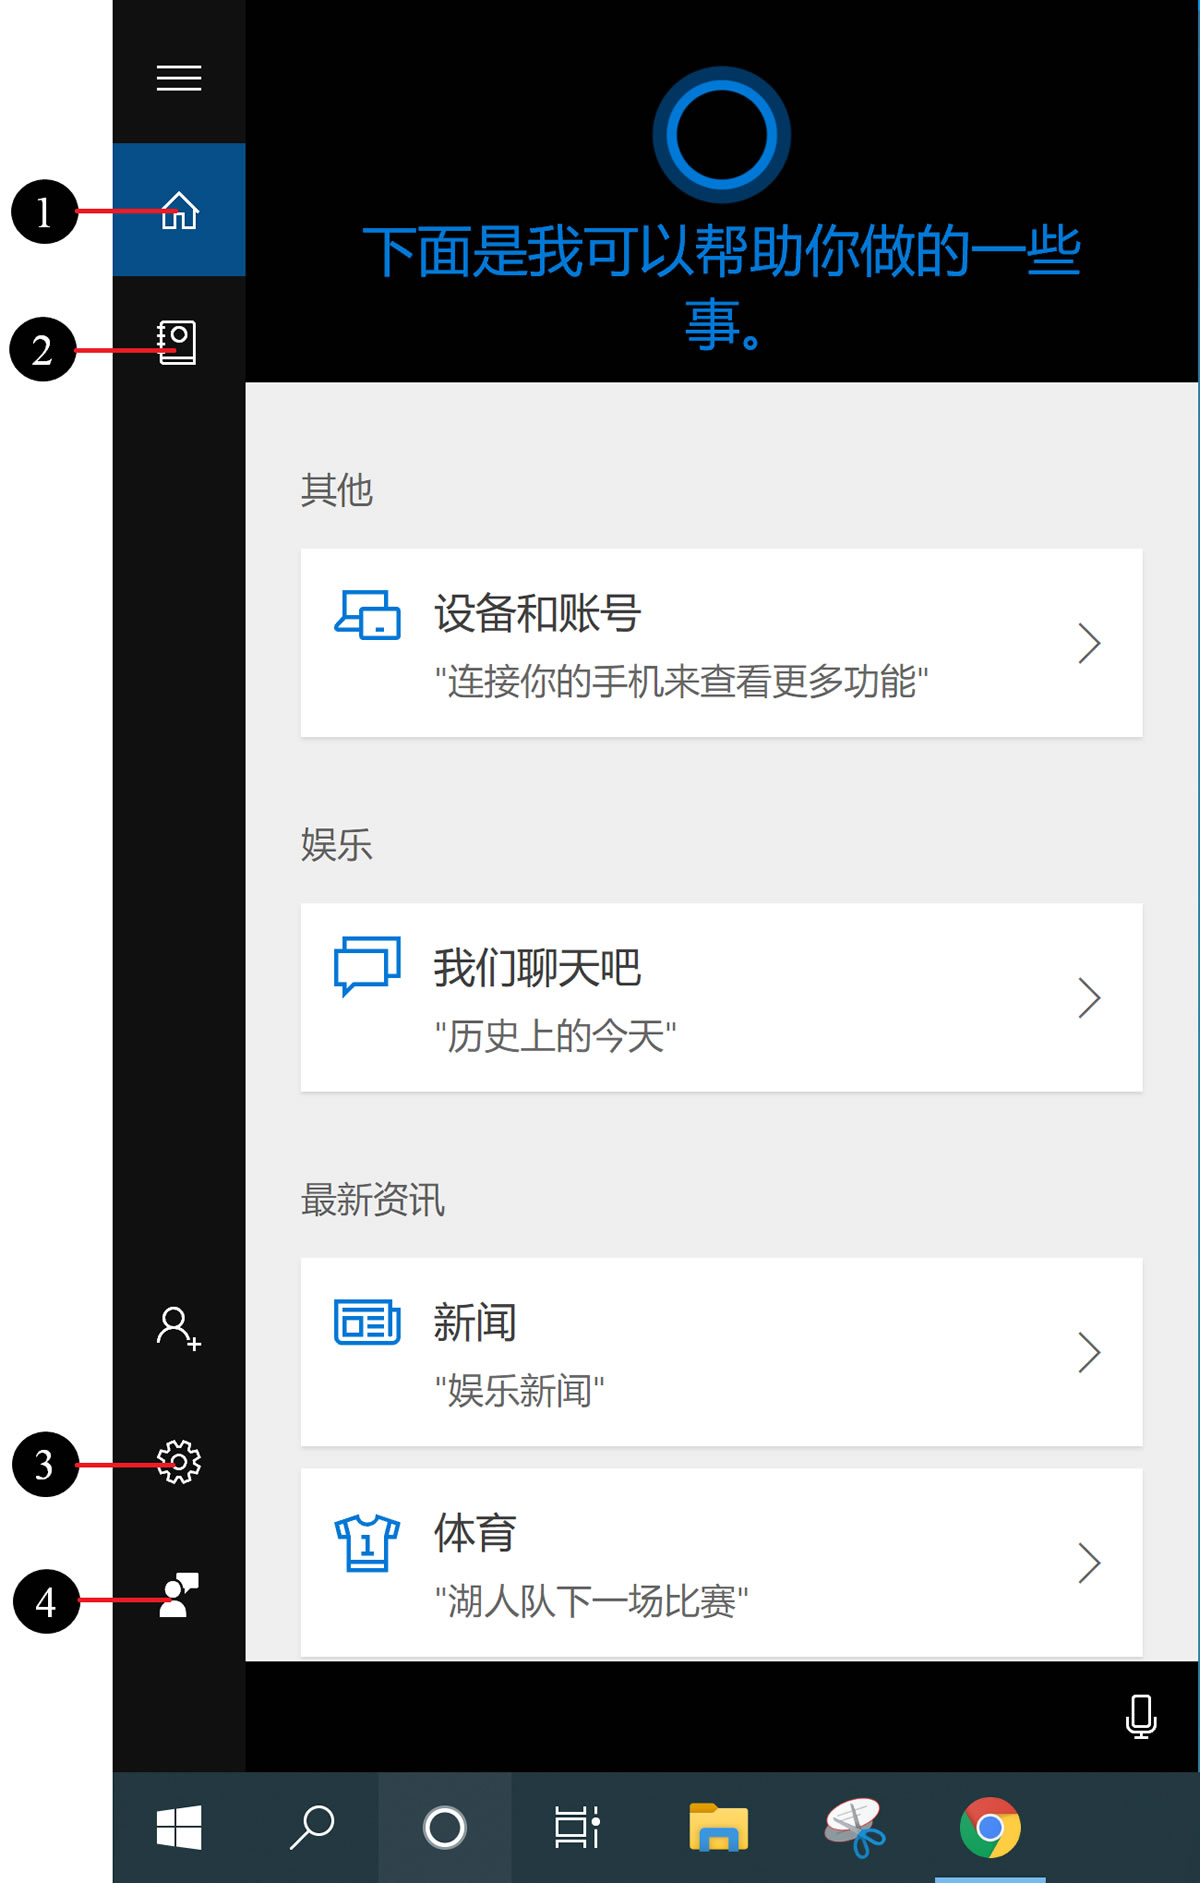 1
下面是我可以帮助你做的一些
事。
2
其他
设备和账号
"连接你的手机来查看更多功能"
娱乐
我们聊天吧
"历史上的今天"
最新资讯
新闻
"娱乐新闻"
3
体育
"湖人队下一场比赛"
4